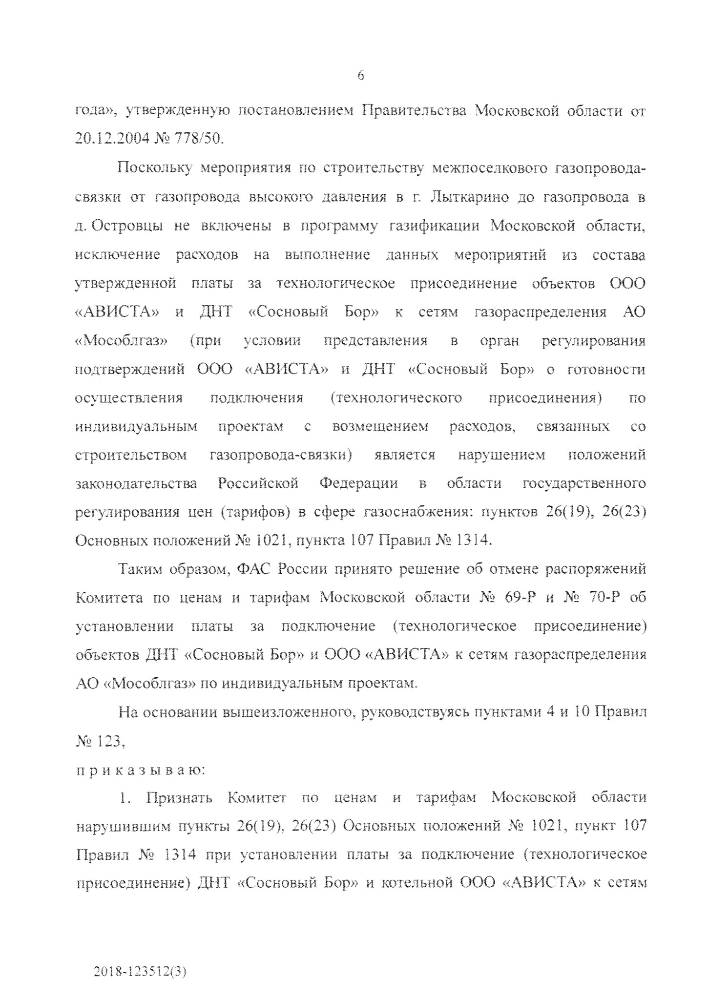 6
года», утвержденную постановлением Правительства Московской области от
20.12.2004 № 778/50.
Поскольку мероприятия по строительству межпоселкового газопровода-
связки от газопровода высокого давления в г. Лыткарино до газопровода в
д. Островцы не включены в программу газификации Московской области,
исключение расходов на выполнение данных мероприятий из состава
утвержденной платы за технологическое присоединение объектов ООО
«АВИСТА» и ДНТ «Сосновый Бор» к сетям газораспределения АО
«Мособлгаз» (при условии представления в орган регулирования
подтверждений ООО «АВИСТА» и ДНТ «Сосновый Бор» о готовности
осуществления подключения (технологического присоединения) по
индивидуальным проектам с возмещением расходов, связанных со
строительством газопровода-связки) является нарушением положений
законодательства Российской Федерации в области государственного
регулирования цен (тарифов) в сфере газоснабжения: пунктов 26(19), 26(23)
Основных положений № 1021, пункта 107 Правил № 1314.
Таким образом, ФАС России принято решение об отмене распоряжений
Комитета по ценам и тарифам Московской области № 69-Р и № 70-Р об
установлении платы за подключение (технологическое присоединение)
объектов ДНТ «Сосновый Бор» и ООО «АВИСТА» к сетям газораспределения
АО «Мособлгаз» по индивидуальным проектам.
На основании вышеизложенного, руководствуясь пунктами 4 и 10 Правил
№ 123,
п р и к а з ы в а ю:
1. Признать Комитет по ценам и тарифам Московской области
нарушившим пункты 26(19), 26(23) Основных положений № 1021, пункт 107
Правил № 1314 при установлении платы за подключение (технологическое
присоединение) ДНТ «Сосновый Бор» и котельной ООО «АВИСТА» к сетям
2018-123512(3)